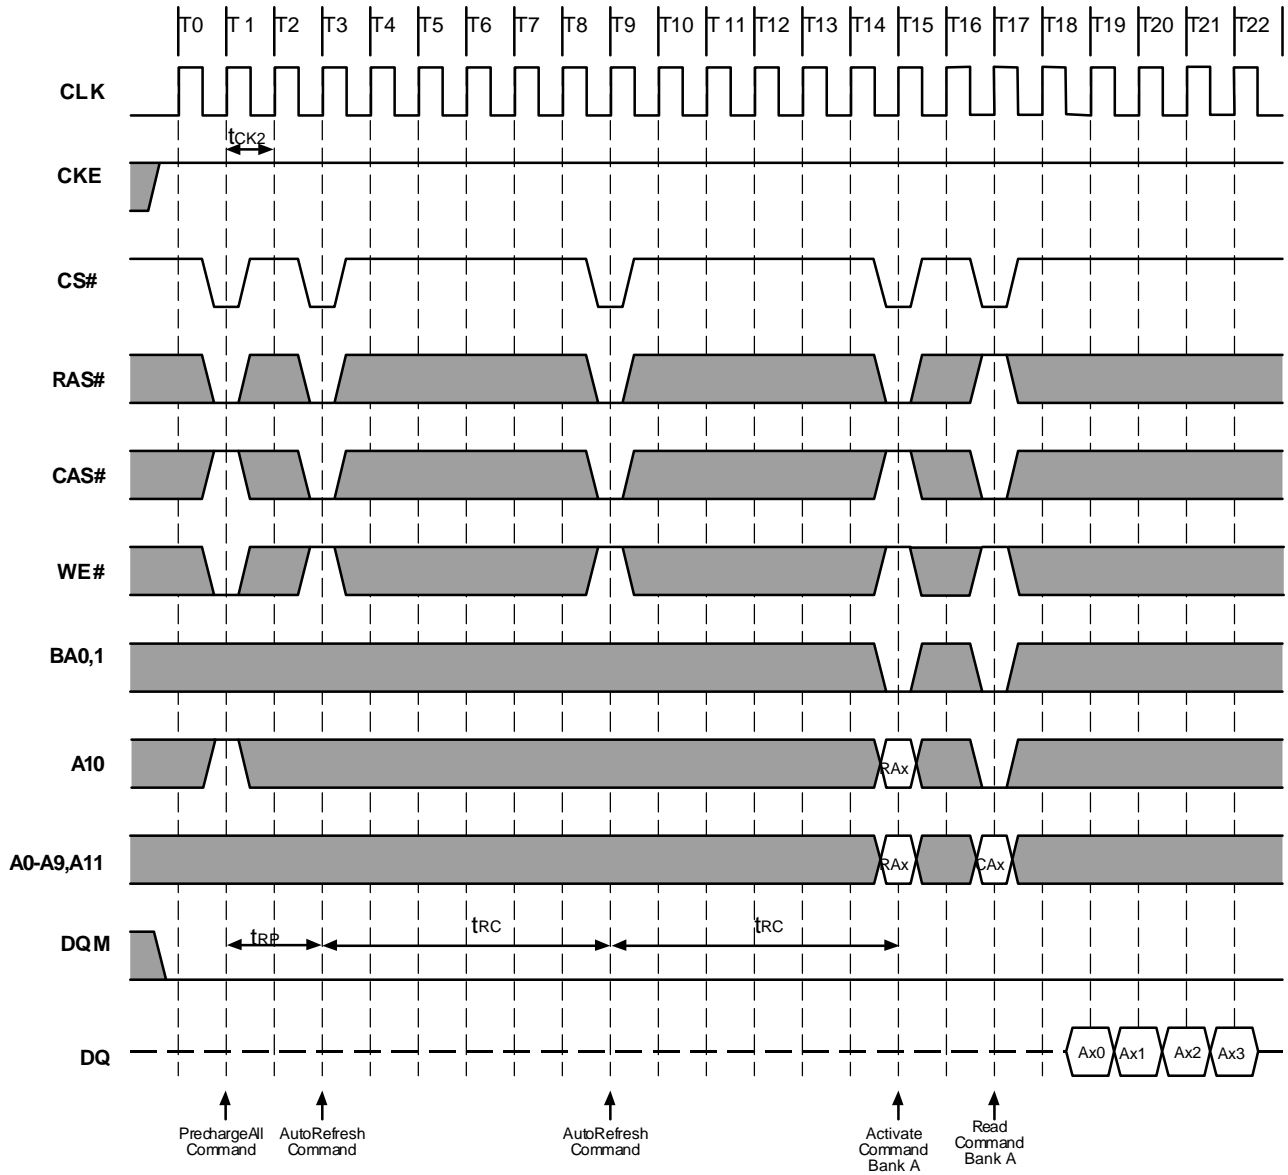 T0 T 1 T2 T3 T4 T5 T6 T7 T8 T9 T10 T 11 T12 T13 T14 T15 T16 T17 T18 T19 T20 T21 T22
CLK
tCK2
CKE
CS#
RAS#
CAS#
WE#
BA0,1
A10
RAx
A0-A9,A11
RAx CAx
DQM
tRP tRC tRC
DQ
Ax0 Ax1 Ax2 Ax3
PrechargeAll
Command
AutoRefresh
Command
AutoRefresh
Command
Activate
Command
Bank A
Read
Command
Bank A